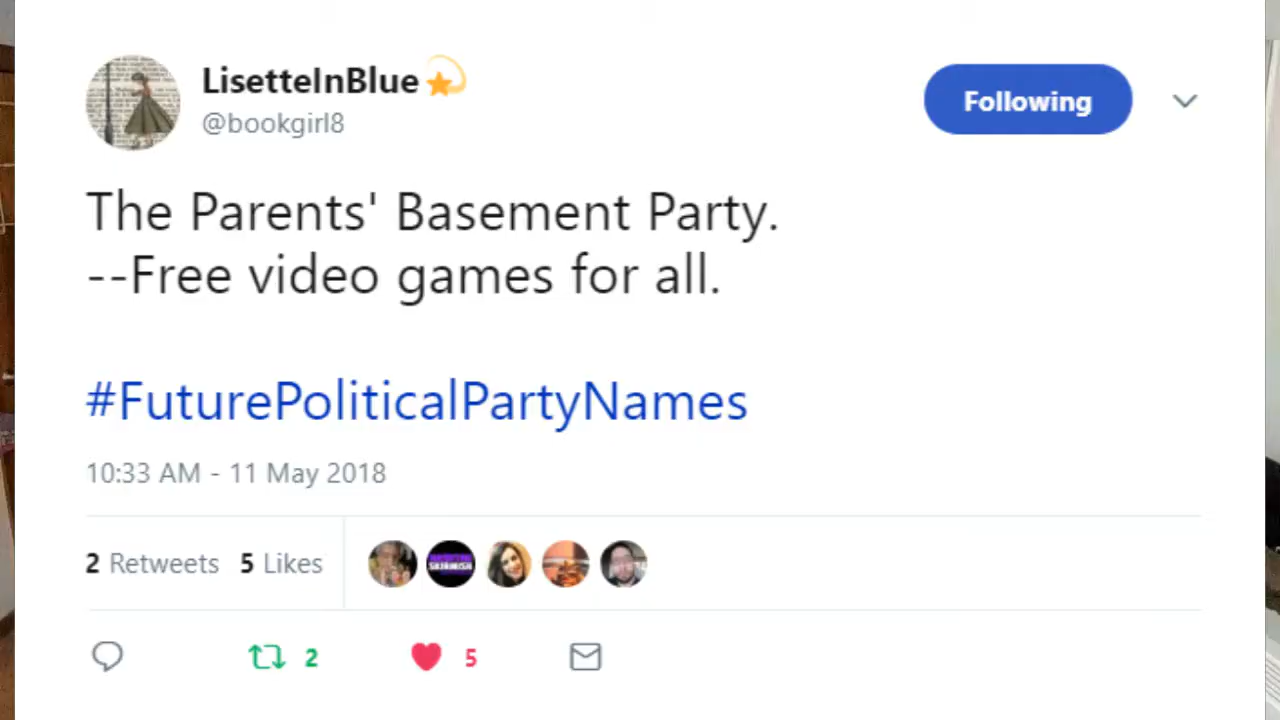 LisetteInBlue
@bookgirl8
Following
The Parents' Basement Party.
--Free video games for all.
#FuturePoliticalPartyNames
10:33 AM - 11 May 2018
2 Retweets 5 Likes
2 5